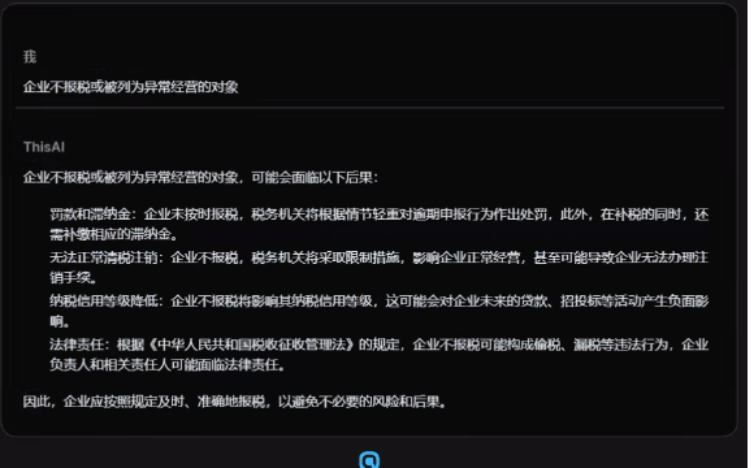 我
企业不报税或被列为异常经营的对象
ThisAI
企业不报税或被列为异常经营的对象，可能会面临以下后果：
罚款和滞纳金：企业未按时报税，税务机关将根据情节轻重对逾期申报行为作出处罚，此外，在补税的同时，还
需补缴相应的滞纳金。
无法正常清税注销：企业不报税，税务机关将采取限制措施，影响企业正常经营，甚至可能导致企业无法办理注
销手续。
纳税信用等级降低：企业不报税将影响其纳税信用等级，这可能会对企业未来的贷款、招投标等活动产生负面影
响。
法律责任：根据《中华人民共和国税收征收管理法》的规定，企业不报税可能构成偷税、漏税等违法行为，企业
负责人和相关责任人可能面临法律责任。
因此，企业应按照规定及时、准确地报税，以避免不必要的风险和后果。